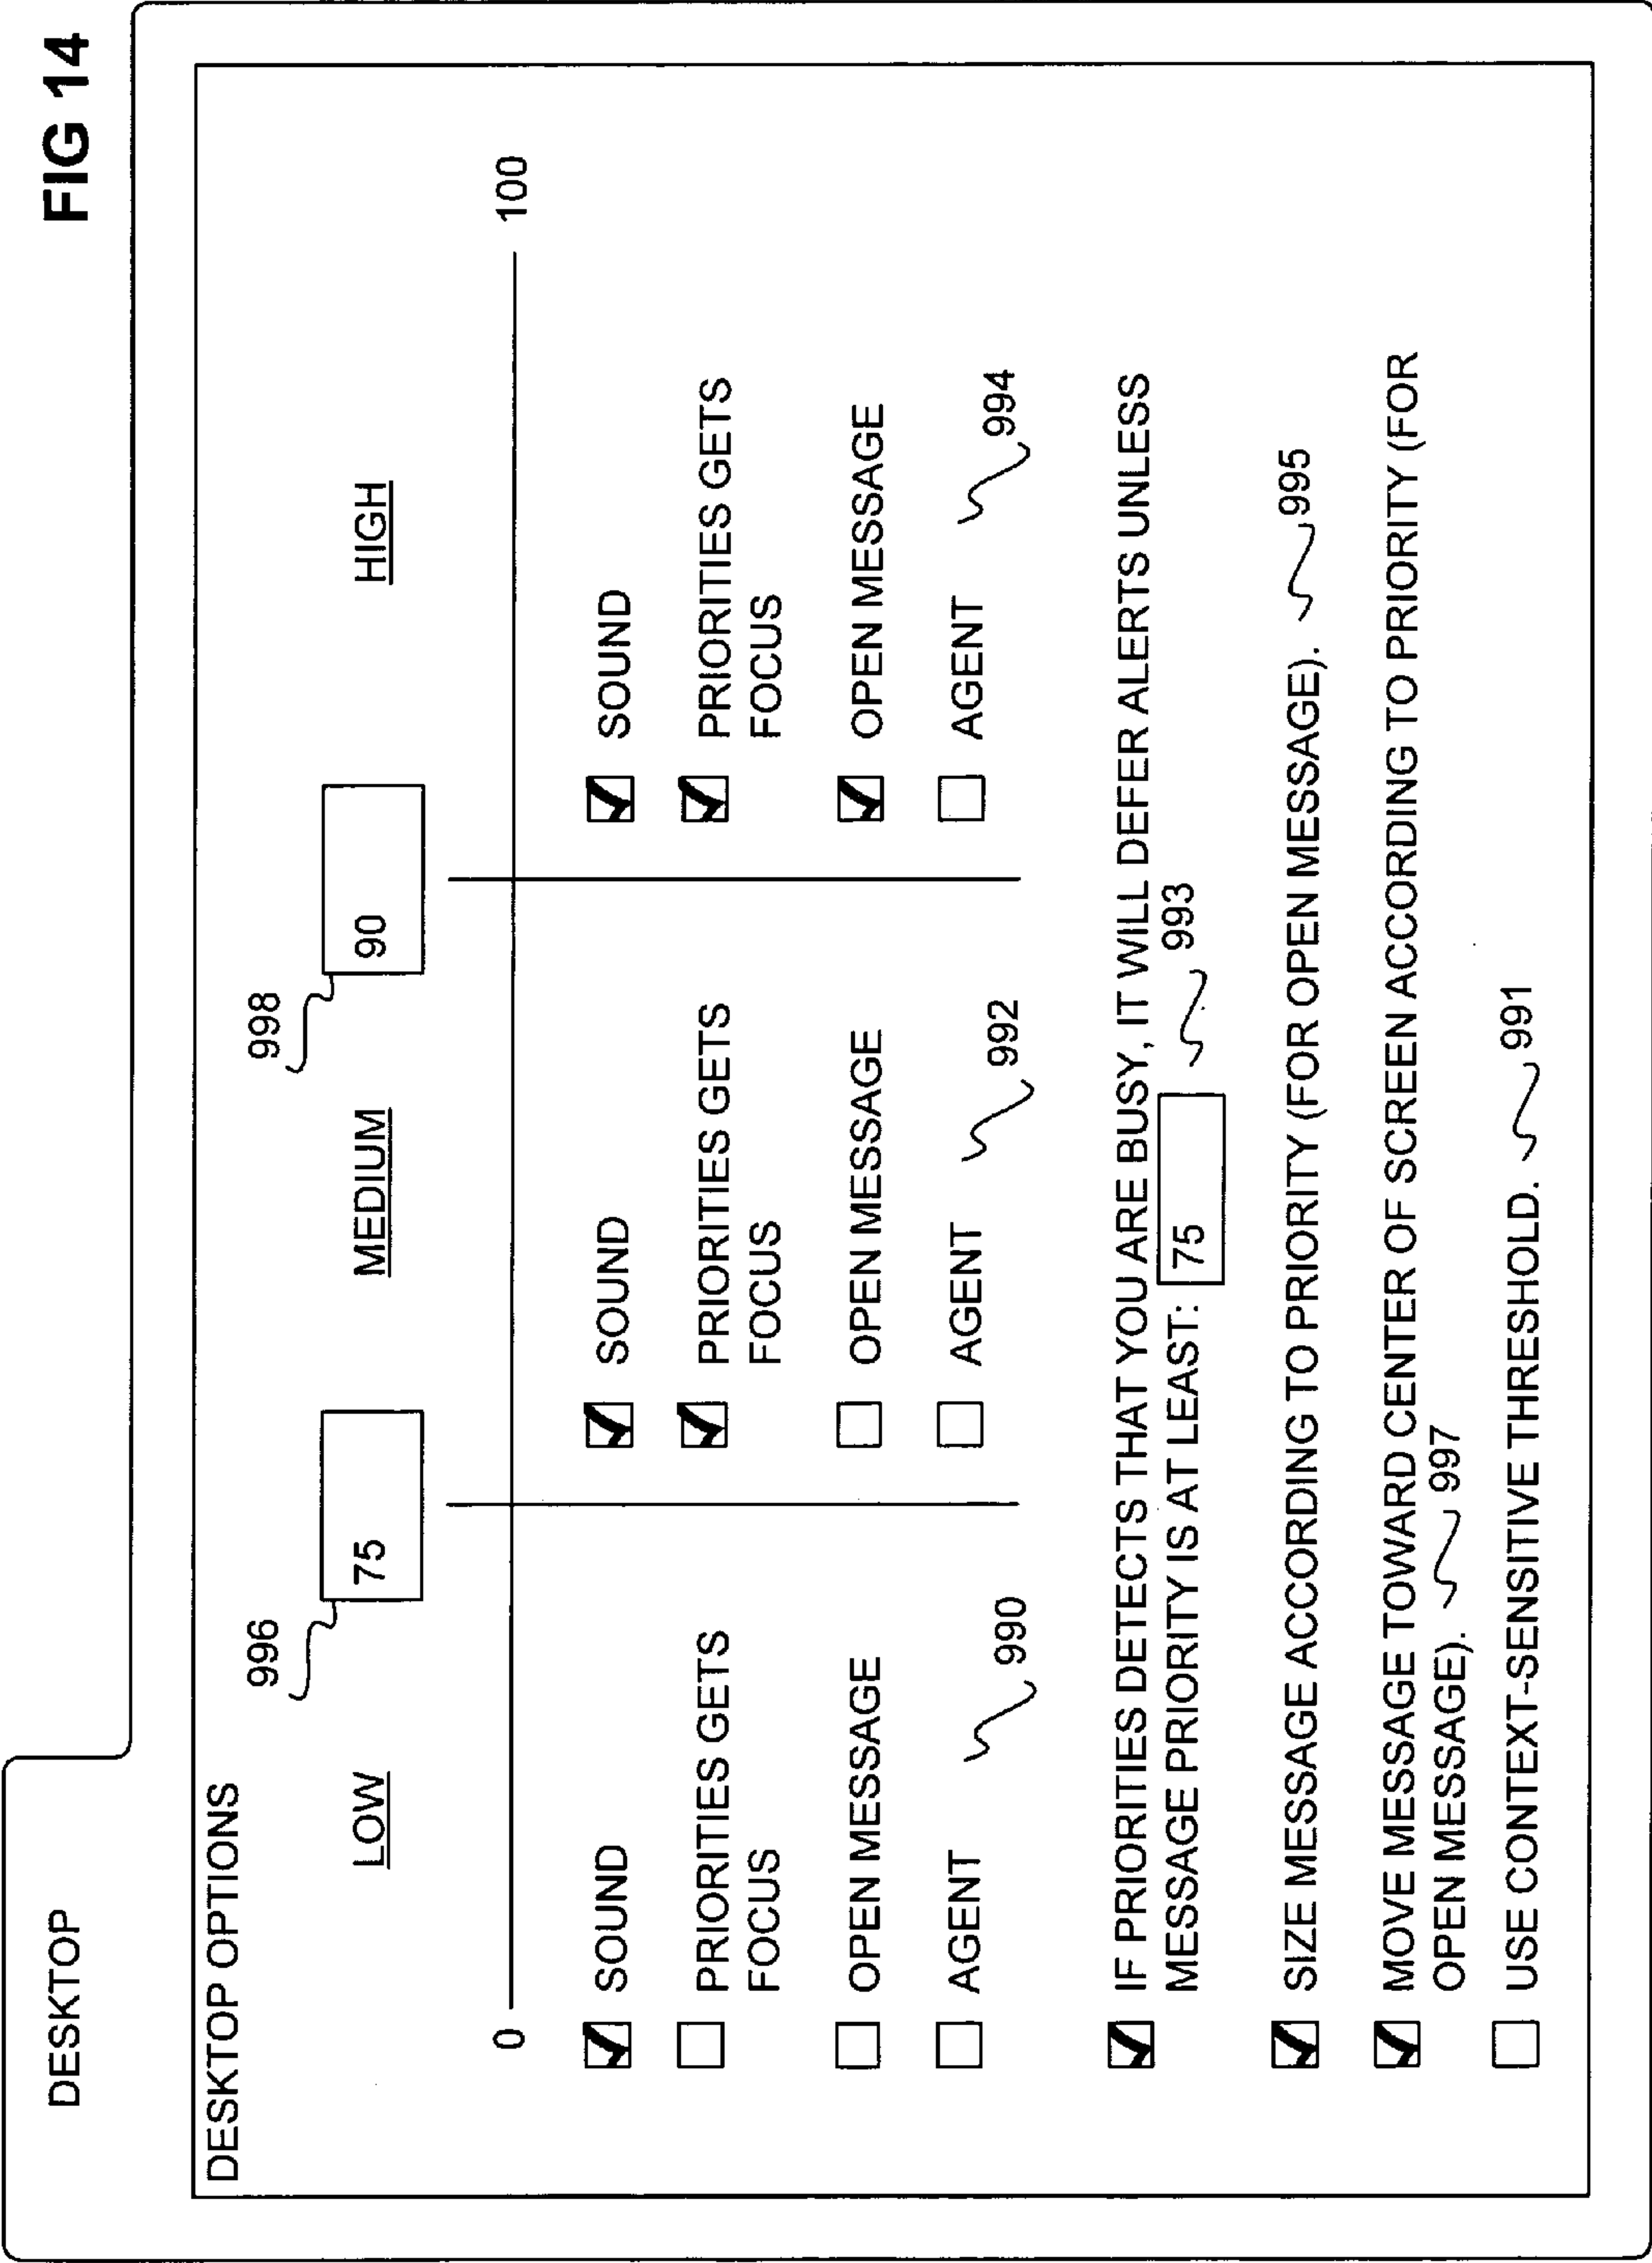 FIG 14
DESKTOP
DESKTOP OPTIONS
996
998
LOW
75
MEDIUM
90
HIGH
0
100
SOUND
SOUND
SOUND
PRIORITIES GETS
FOCUS
PRIORITIES GETS
FOCUS
PRIORITIES GETS
FOCUS
OPEN MESSAGE
OPEN MESSAGE
OPEN MESSAGE
AGENT
AGENT
AGENT
990
992
994
IF PRIORITIES DETECTS THAT YOU ARE BUSY, IT WILL DEFER ALERTS UNLESS
MESSAGE PRIORITY IS AT LEAST: 75 993
SIZE MESSAGE ACCORDING TO PRIORITY (FOR OPEN MESSAGE). 995
MOVE MESSAGE TOWARD CENTER OF SCREEN ACCORDING TO PRIORITY (FOR
OPEN MESSAGE). 997
USE CONTEXT-SENSITIVE THRESHOLD. 991